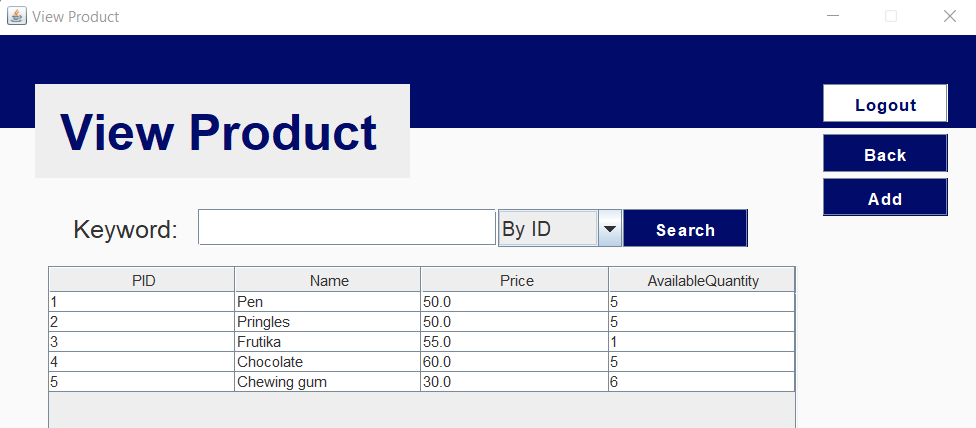 View Product
Logout
View Product
Back
Add
Keyword: By ID Search
PID Name Price AvailableQuantity
1 Pen 50.0 5
2 Pringles 50.0 5
3 Frutika 55.0 1
4 Chocolate 60.0 5
5 Chewing gum 30.0 6